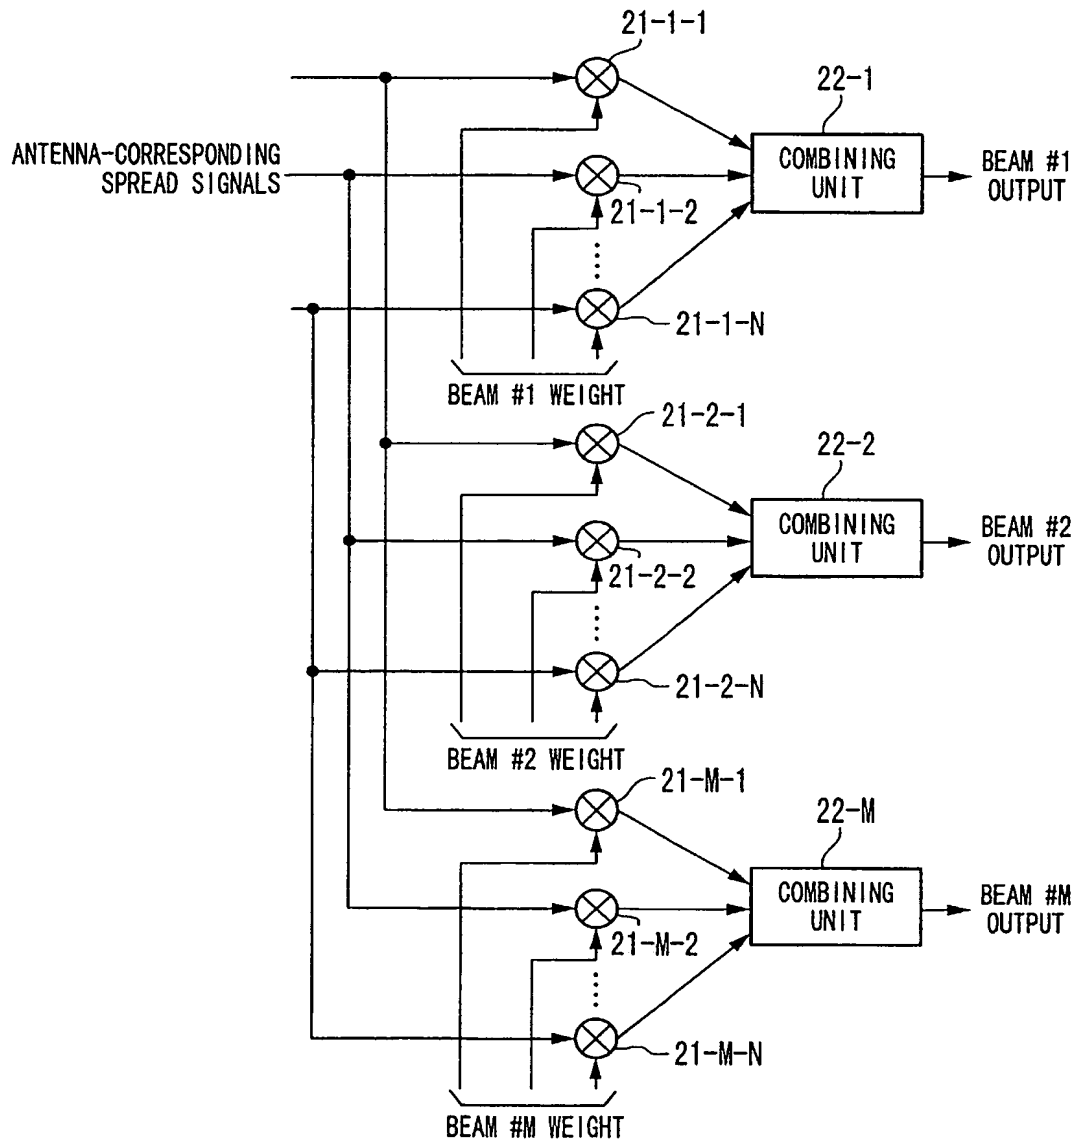 21-1-1
22-1
ANTENNA-CORRESPONDING
SPREAD SIGNALS
COMBINING
UNIT
BEAM #1
OUTPUT
21-1-2
21-1-N
BEAM #1 WEIGHT
21-2-1
22-2
COMBINING
UNIT
BEAM #2
OUTPUT
21-2-2
21-2-N
BEAM #2 WEIGHT
21-M-1
22-M
COMBINING
UNIT
BEAM #M
OUTPUT
21-M-2
21-M-N
BEAM #M WEIGHT